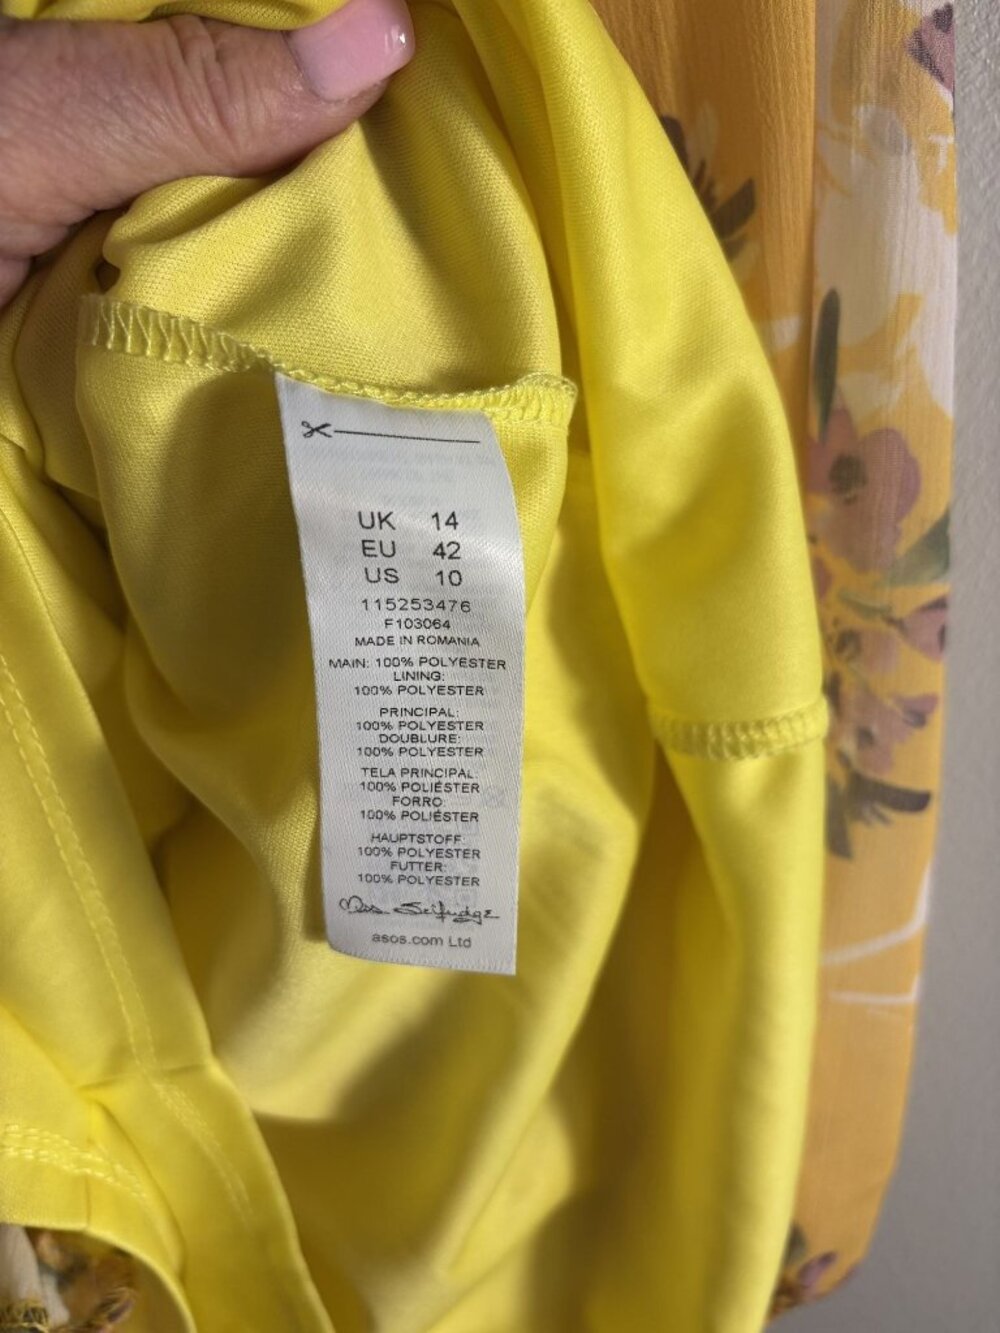 UK 14
EU 42
US 10
115253476
F103064
MADE IN ROMANIA
MAIN: 100% POLYESTER
LINING:
100% POLYESTER
PRINCIPAL:
100% POLYESTER
DOUBLURE:
100% POLYESTER
TELA PRINCIPAL:
100% POLIÉSTER
FORRO:
100% POLIÉSTER
HAUPTSTOFF:
100% POLYESTER
FUTTER:
100% POLYESTER
Miss Selfridge
asos.com Ltd